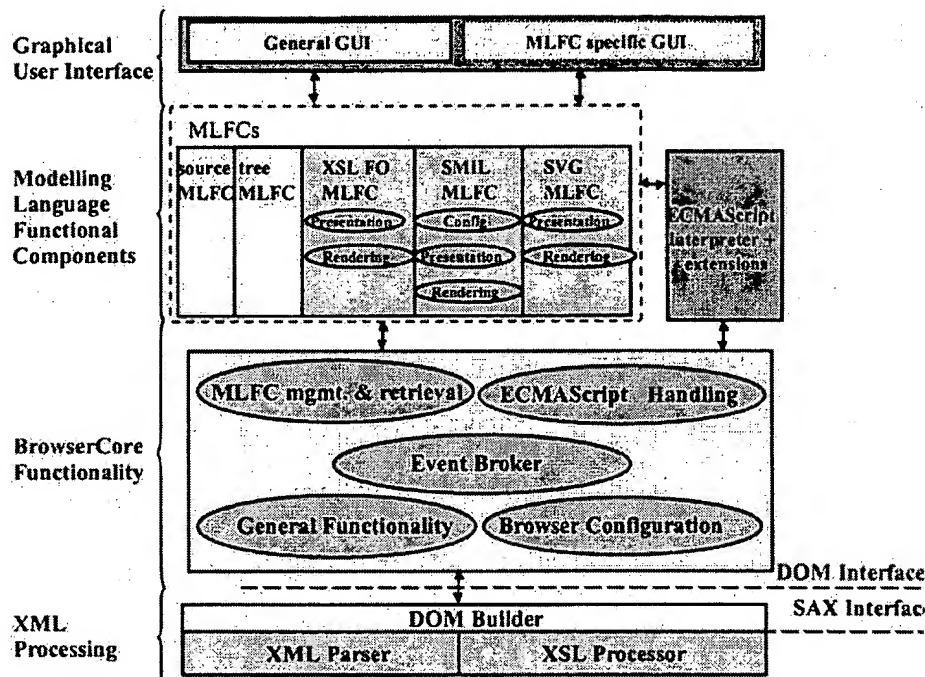 Graphical
User Interface
General GUI
MLFC specific GUI
Modelling
Language
Functional
Components
MLFCs
source
MLFC
tree
MLFC
XSL FO
MLFC
Presentation
Rendering
SMIL
MLFC
Config.
Presentation
Rendering
SVG
MLFC
Presentation
Rendering
ECMAScript
Interpreter +
extensions
BrowserCore
Functionality
MLFC mgmt. & retrieval
ECMAScript Handling
Event Broker
General Functionality
Browser Configuration
DOM Interface
SAX Interfac
XML
Processing
DOM Builder
XML Parser
XSL Processor